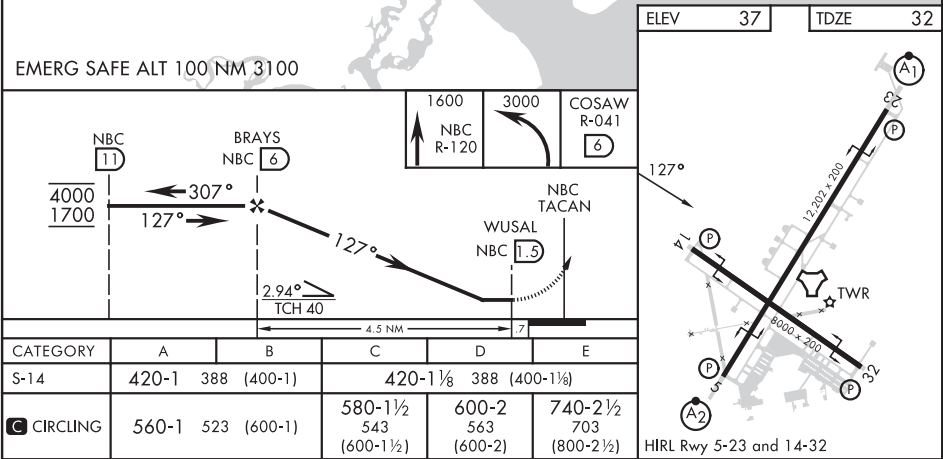 EMERG SAFE ALT 100 NM 3100
1600
NBC
R-120
3000
COSAW
R-041
6
NBC
11
BRAYS
NBC 6
4000
1700
307°
127°
127°
WUSAL
NBC 1.5
NBC
TACAN
2.94°
TCH 40
4.5 NM
.7
CATEGORY A B C D E
S-14 420-1 388 (400-1) 420-1⅛ 388 (400-1⅛)
C CIRCLING 560-1 523 (600-1)
580-1½
543
(600-1½)
600-2
563
(600-2)
740-2½
703
(800-2½)
ELEV 37
TDZE 32
A1
23
P
127°
12,202 x 200
14
P
TWR
8000 x 200
P
5
32
P
A2
HIRL Rwy 5-23 and 14-32